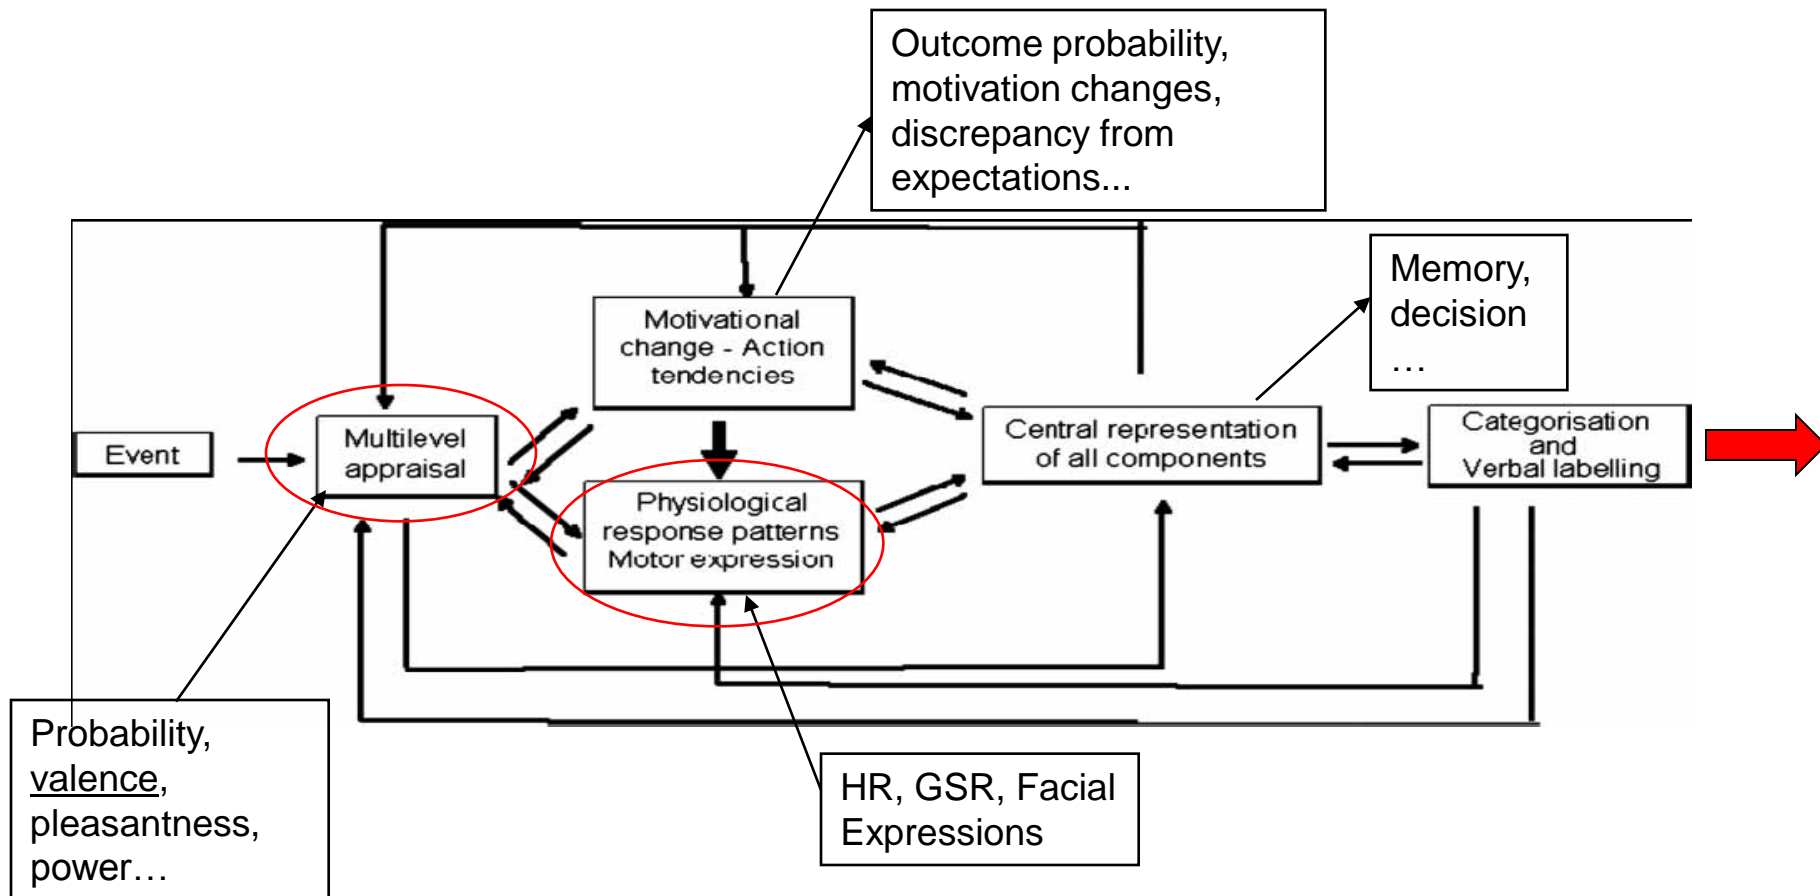 Outcome probability,
motivation changes,
discrepancy from
expectations...
Memory,
decision
…
Motivational
change - Action
tendencies
Event
Multilevel
appraisal
Central representation
of all components
Categorisation
and
Verbal labelling
Physiological
response patterns
Motor expression
Probability,
valence,
pleasantness,
power…
HR, GSR, Facial
Expressions